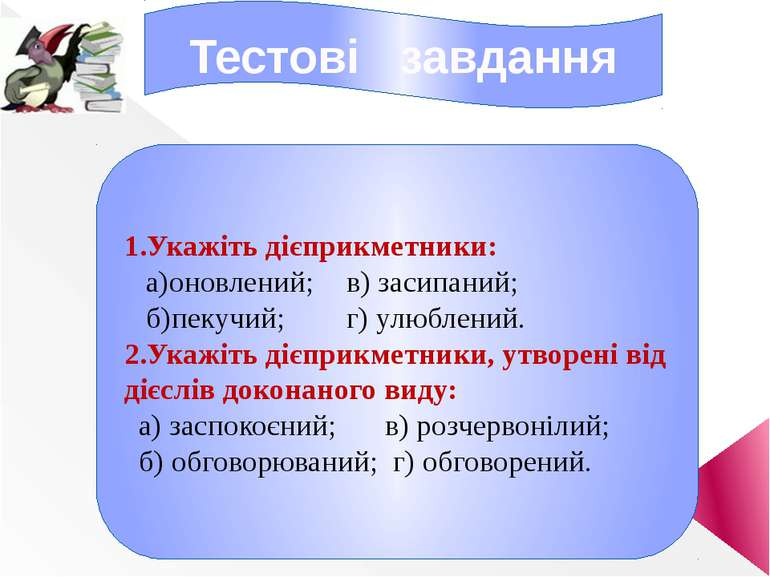 Тестові завдання
1.Укажіть дієприкметники:
а)оновлений; в) засипаний;
б)пекучий; г) улюблений.
2.Укажіть дієприкметники, утворені від
дієслів доконаного виду:
а) заспокоєний; в) розчервонілий;
б) обговорюваний; г) обговорений.